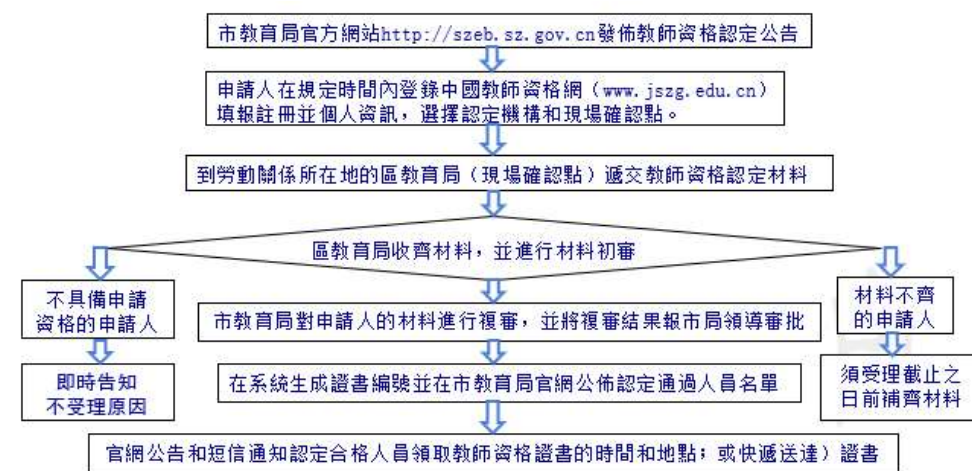 市教育局官方網站http://szeb.sz.gov.cn發佈教師資格認定公告
申請人在規定時間內登錄中國教師資格網（www.jszg.edu.cn）
填報註冊並個人資訊，選擇認定機構和現場確認點。
到勞動關係所在地的區教育局（現場確認點）遞交教師資格認定材料
區教育局收齊材料，並進行材料初審
不具備申請
資格的申請人
即時告知
不受理原因
市教育局對申請人的材料進行複審，並將複審結果報市局領導審批
材料不齊
的申請人
須受理截止之
日前補齊材料
在系統生成證書編號並在市教育局官網公佈認定通過人員名單
官網公告和短信通知認定合格人員領取教師資格證書的時間和地點；或快遞送達）證書